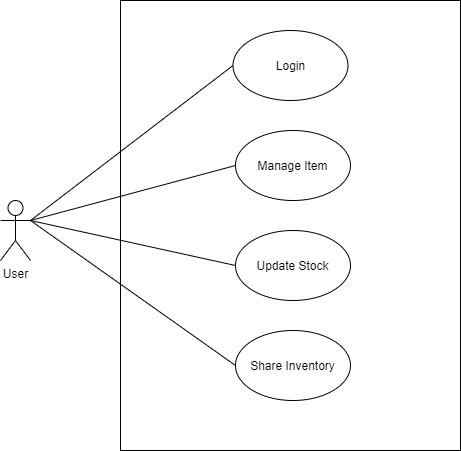 Login
Manage Item
User
Update Stock
Share Inventory